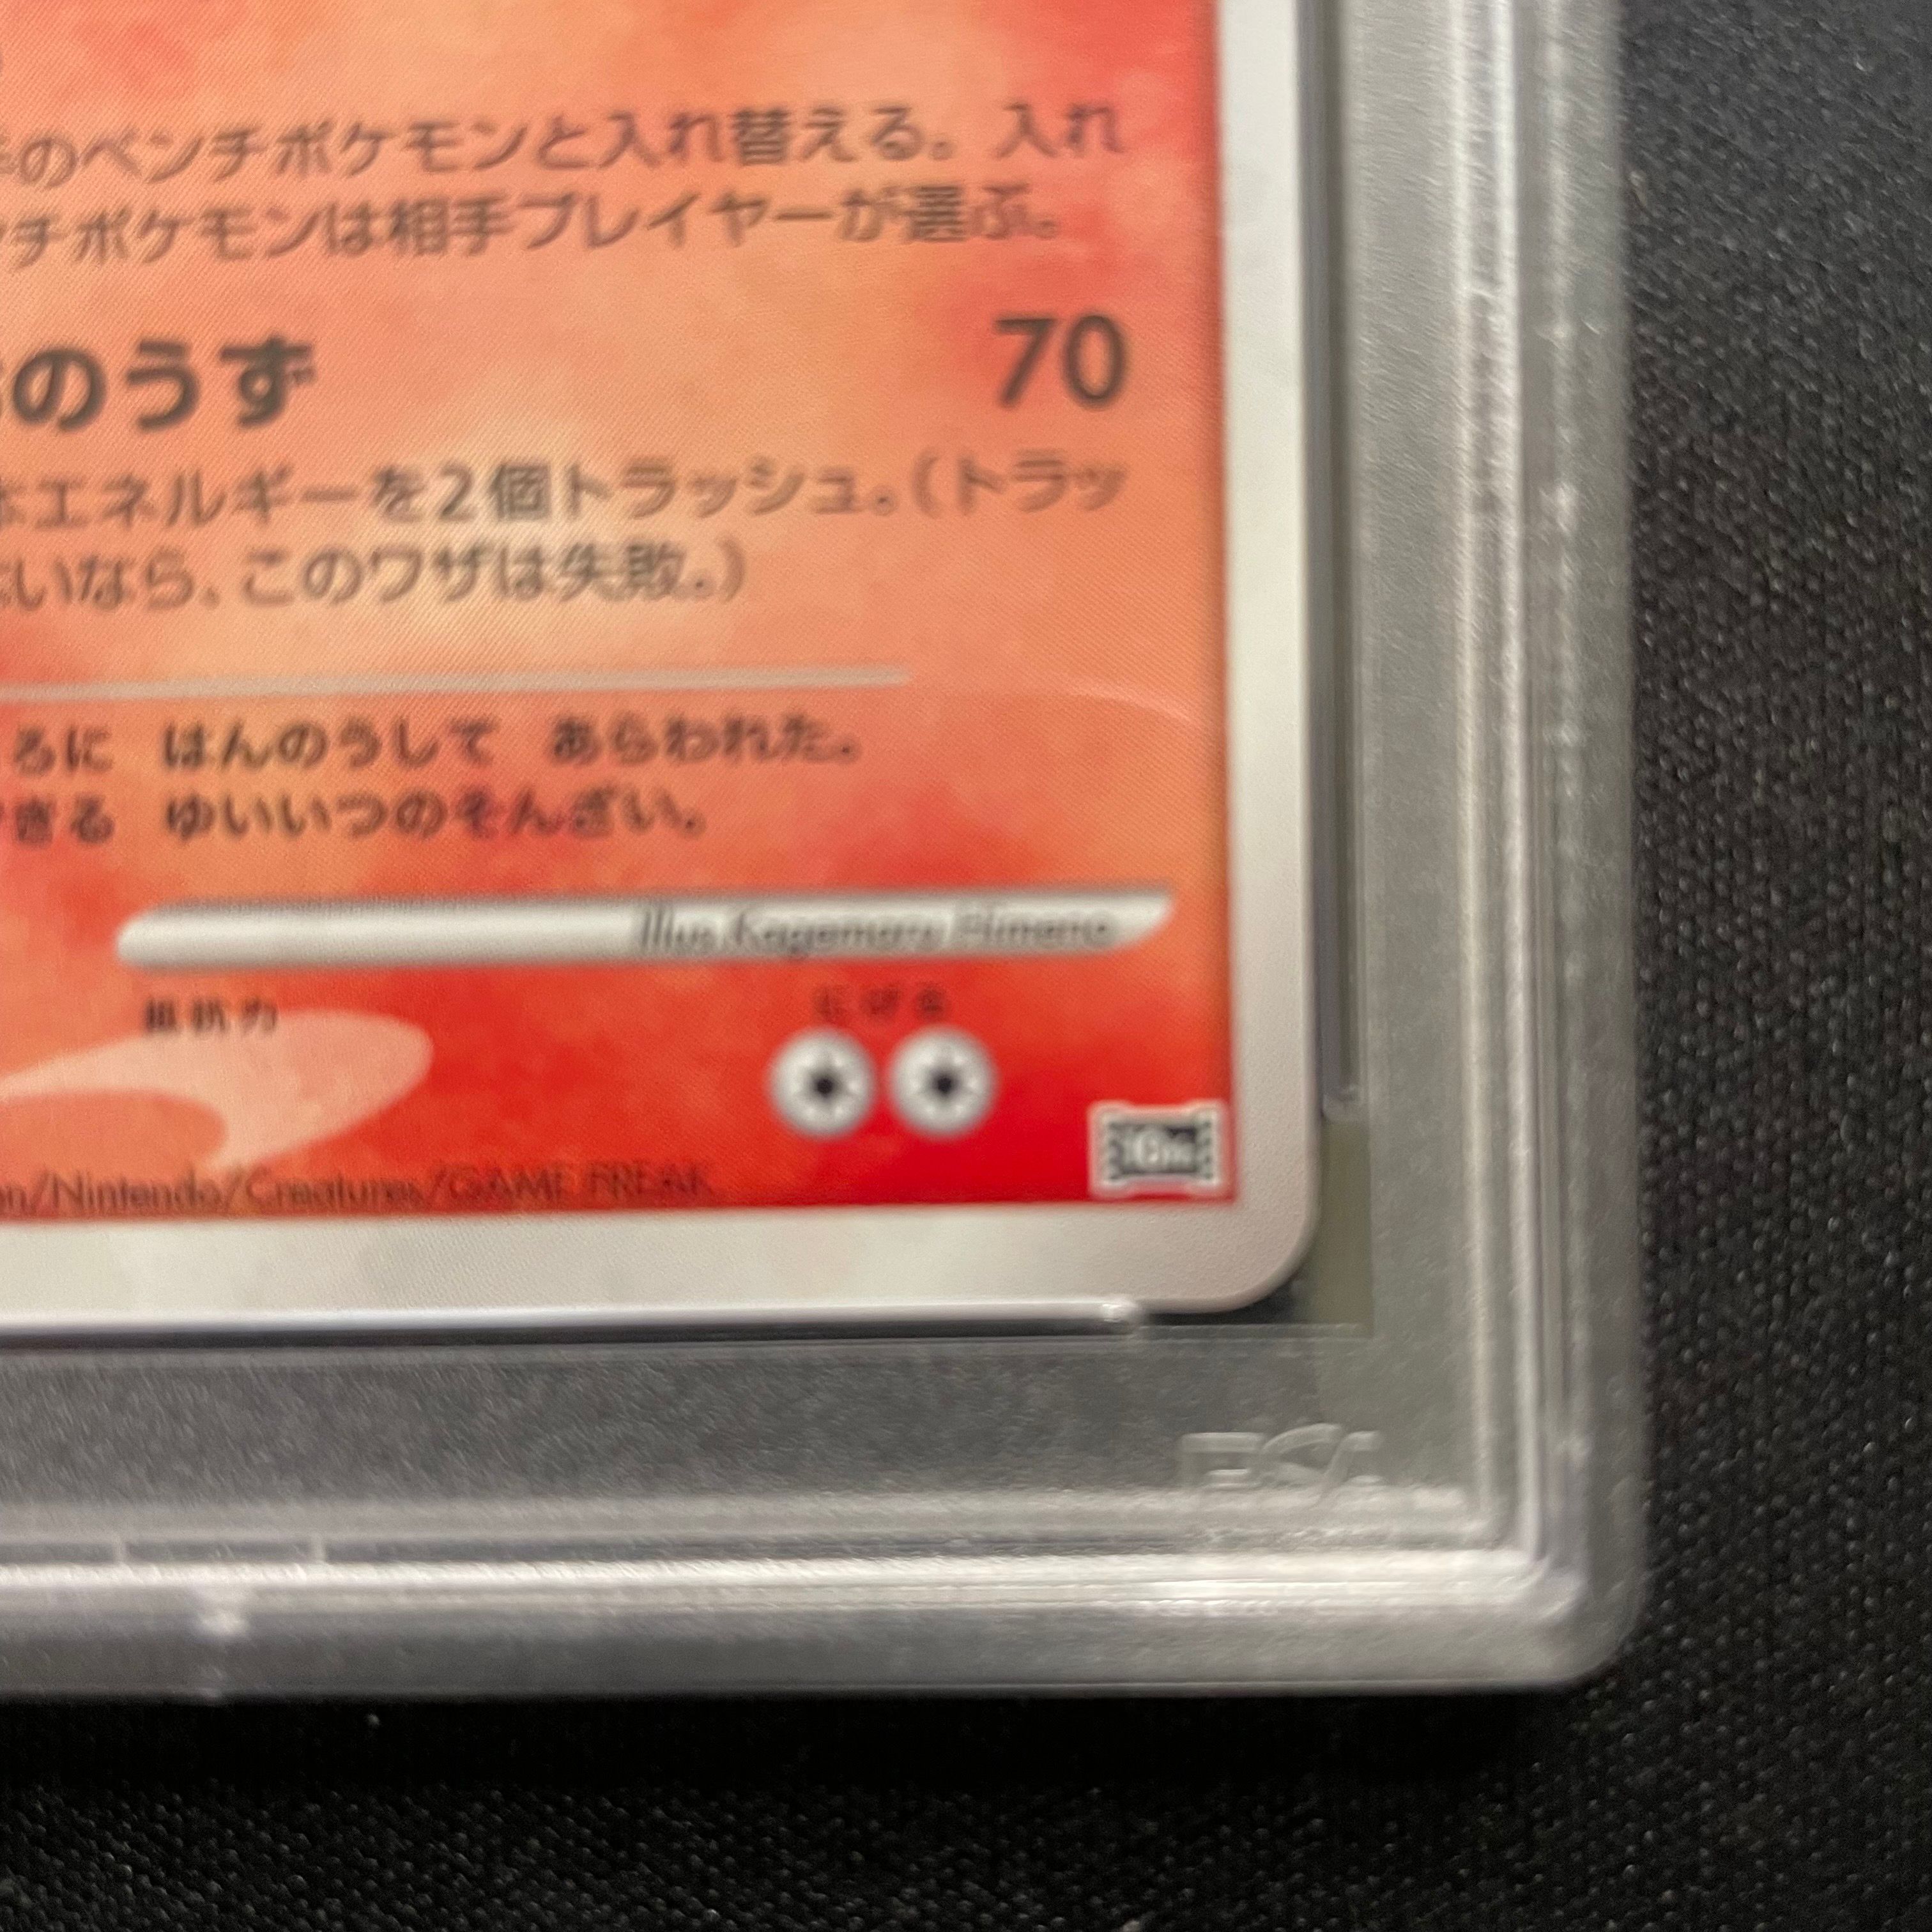 のベンチポケモンと入れ替える。入れ
チポケモンは相手プレイヤーが選ぶ。
のうず 70
エネルギーを2個トラッシュ。(トラッ
いなら、このワザは失敗。)
ろに はんのうして あらわれた。
きる ゆいいつのそんざい。
Illus. Kagemaru Himeno
抵抗力 にげる
on/Nintendo/Creatures/GAME FREAK.
PSA